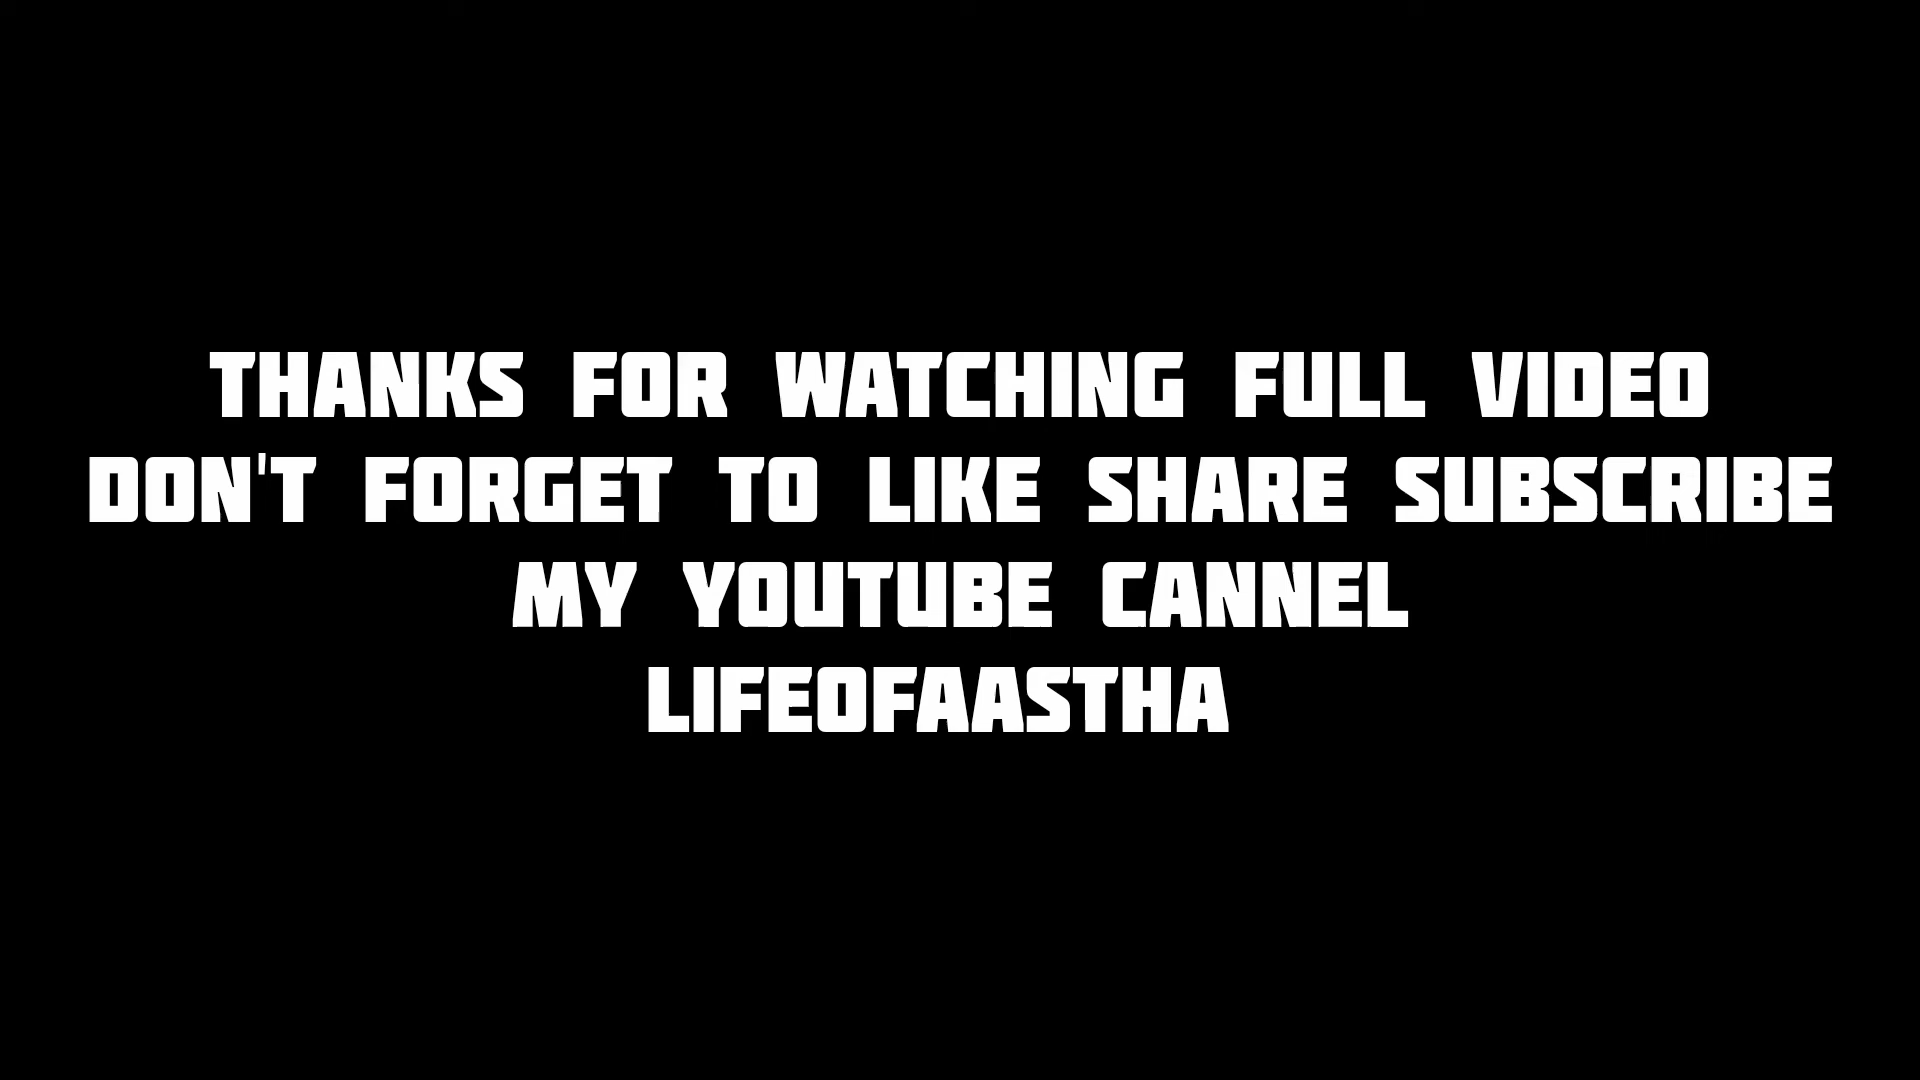 THANKS FOR WATCHING FULL VIDEO
DON'T FORGET TO LIKE SHARE SUBSCRIBE
MY YOUTUBE CANNEL
LIFEOFAASTHA